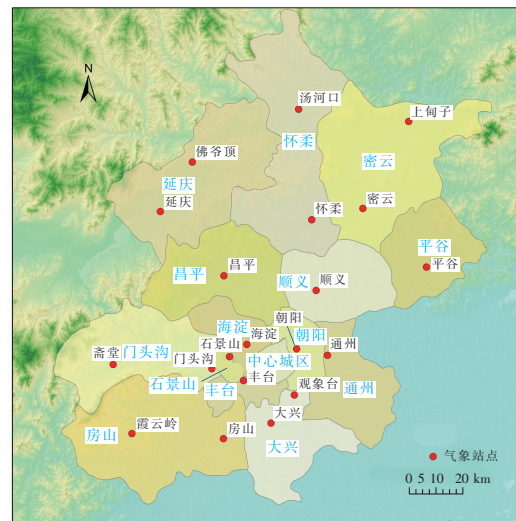 N
汤河口
上甸子
怀柔
佛爷顶
密云
延庆
密云
延庆
怀柔
平谷
平谷
昌平
昌平
顺义
顺义
朝阳
海淀
朝阳
海淀
通州
斋堂
门头沟
石景山
门头沟
中心城区
石景山
丰台
丰台
观象台
通州
霞云岭
房山
房山
大兴
大兴
气象站点
0 5 10 20 km